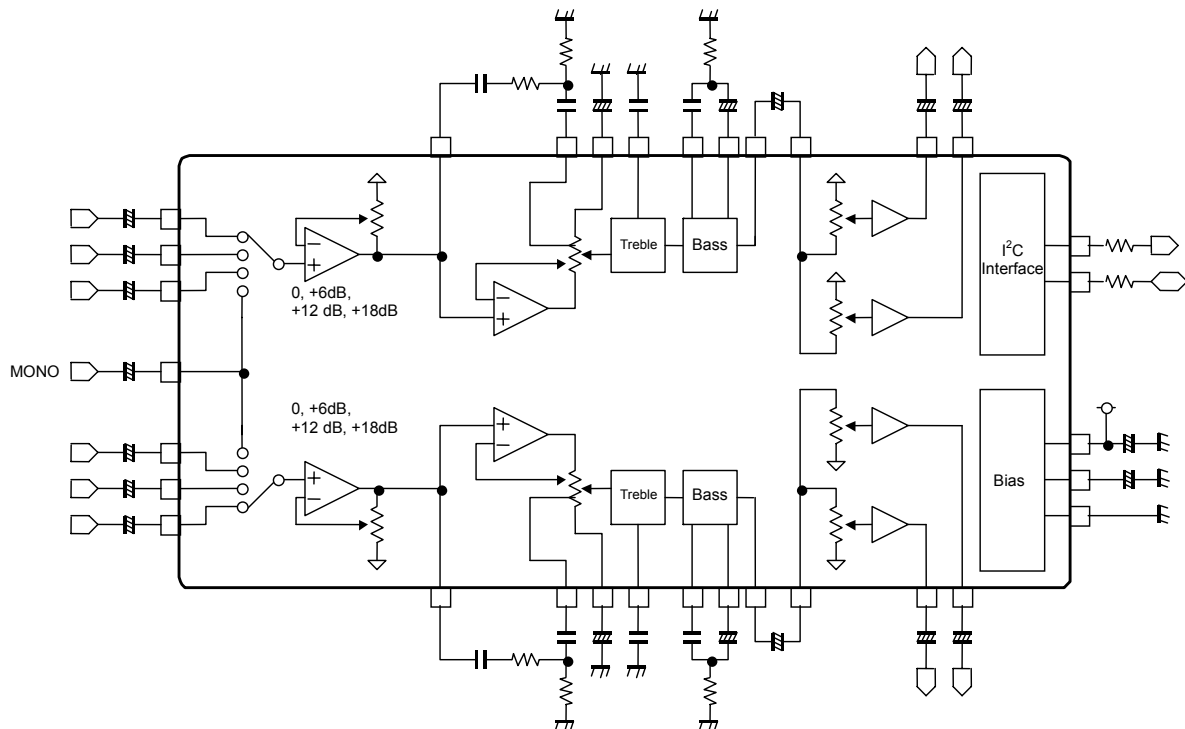 Treble
Bass
I²C
Interface
0, +6dB,
+12 dB, +18dB
MONO
0, +6dB,
+12 dB, +18dB
Treble
Bass
Bias